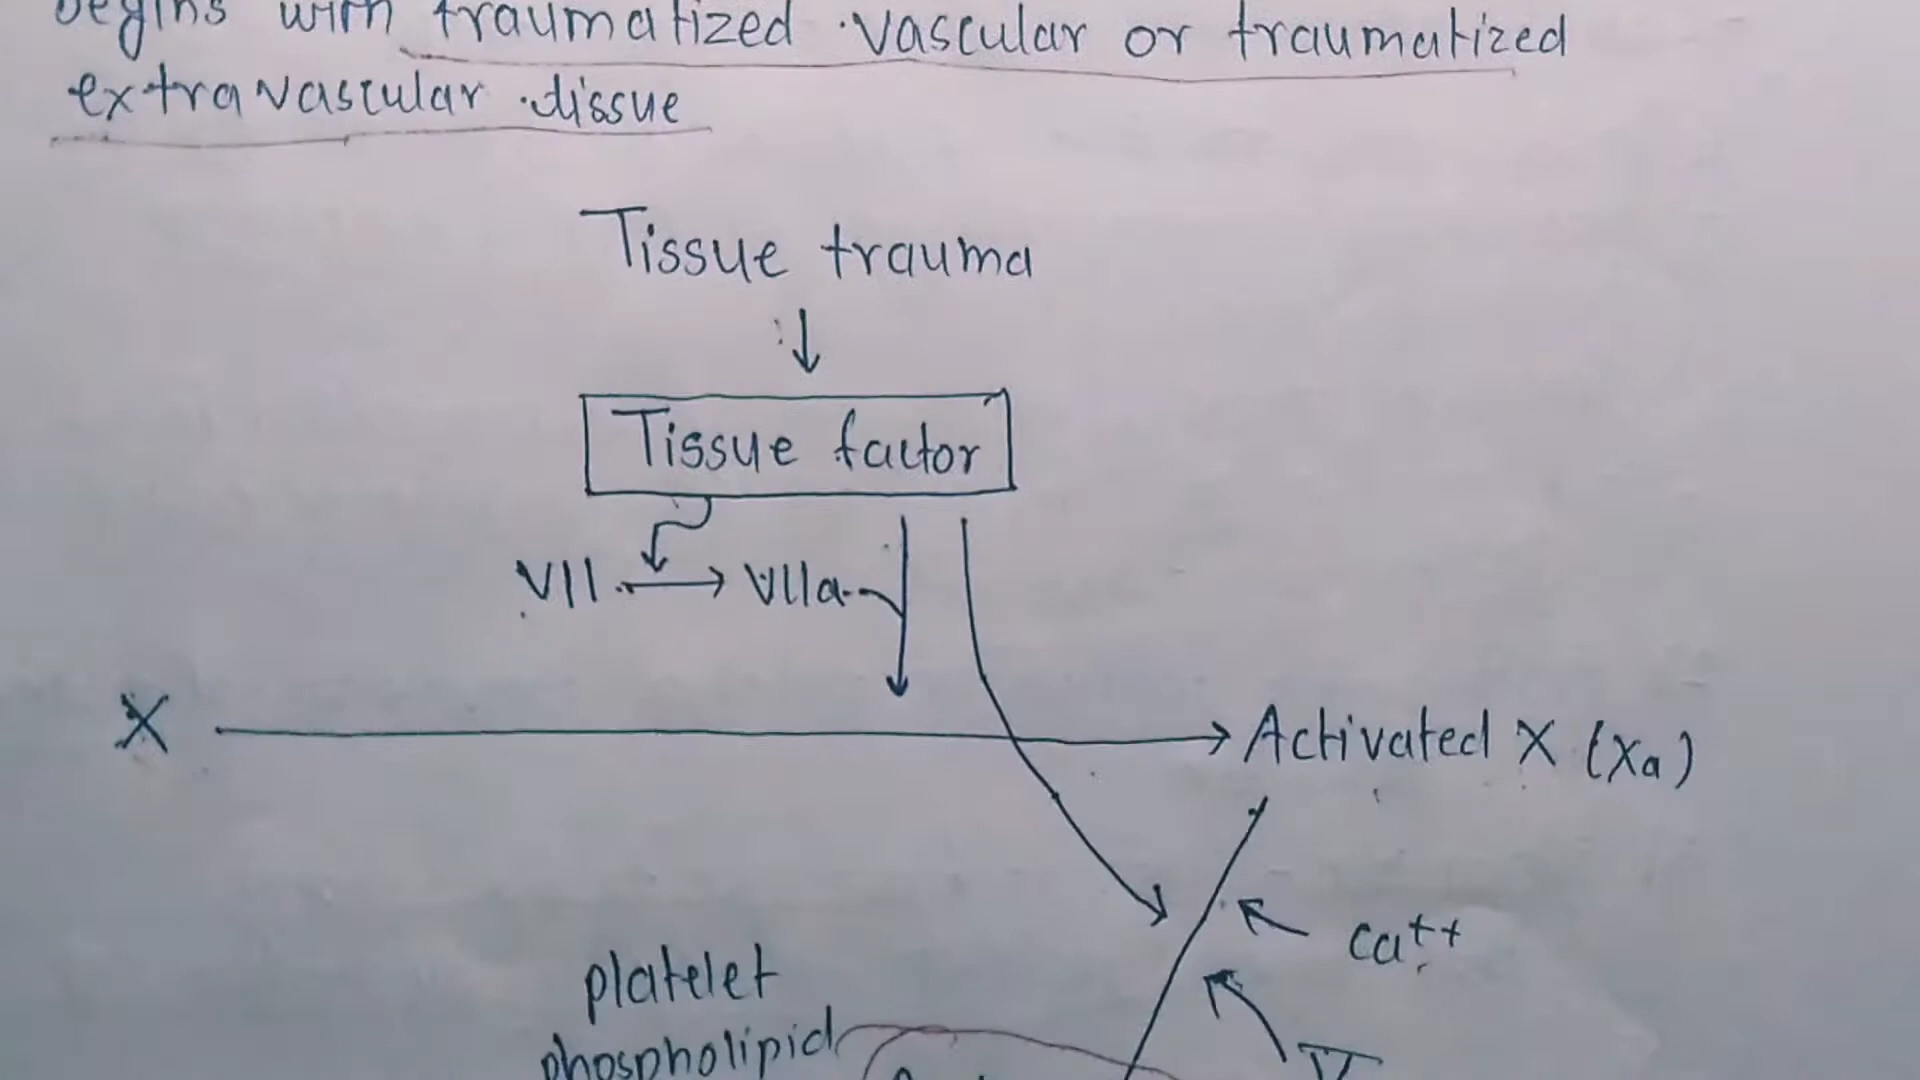 begins with traumatized vascular or traumatized
extravascular tissue
Tissue trauma
Tissue factor
VII → VIIa
X → Activated X (Xa)
Ca++
platelet
phospholipid
V